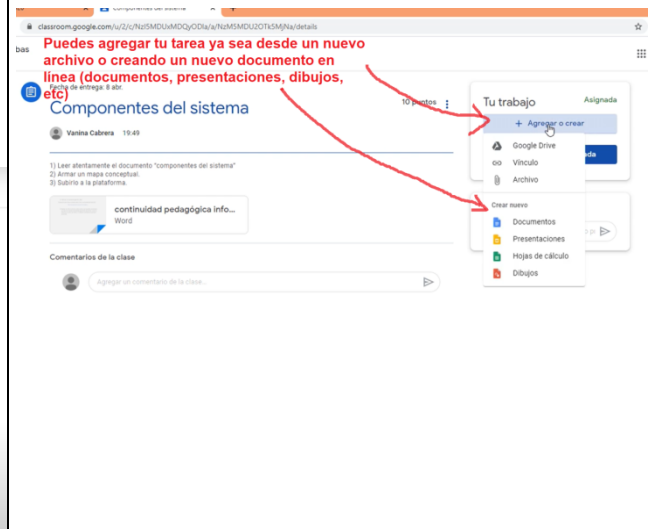 Componentes del sistema
classroom.google.com/u/2/c/NzI5MDUxMDQyODla/a/NzM5MDU2OTk5MjNa/details
bas
Puedes agregar tu tarea ya sea desde un nuevo
archivo o creando un nuevo documento en
línea (documentos, presentaciones, dibujos,
etc)
Fecha de entrega: 8 abr.
Componentes del sistema
10 puntos
Vanina Cabrera 19:49
1) Leer atentamente el documento "componentes del sistema"
2) Armar un mapa conceptual.
3) Subirlo a la plataforma.
continuidad pedagógica info...
Word
Comentarios de la clase
Agregar un comentario de la clase...
Tu trabajo
Asignada
+ Agregar o crear
Google Drive
Vínculo
Archivo
Crear nuevo
Documentos
Presentaciones
Hojas de cálculo
Dibujos